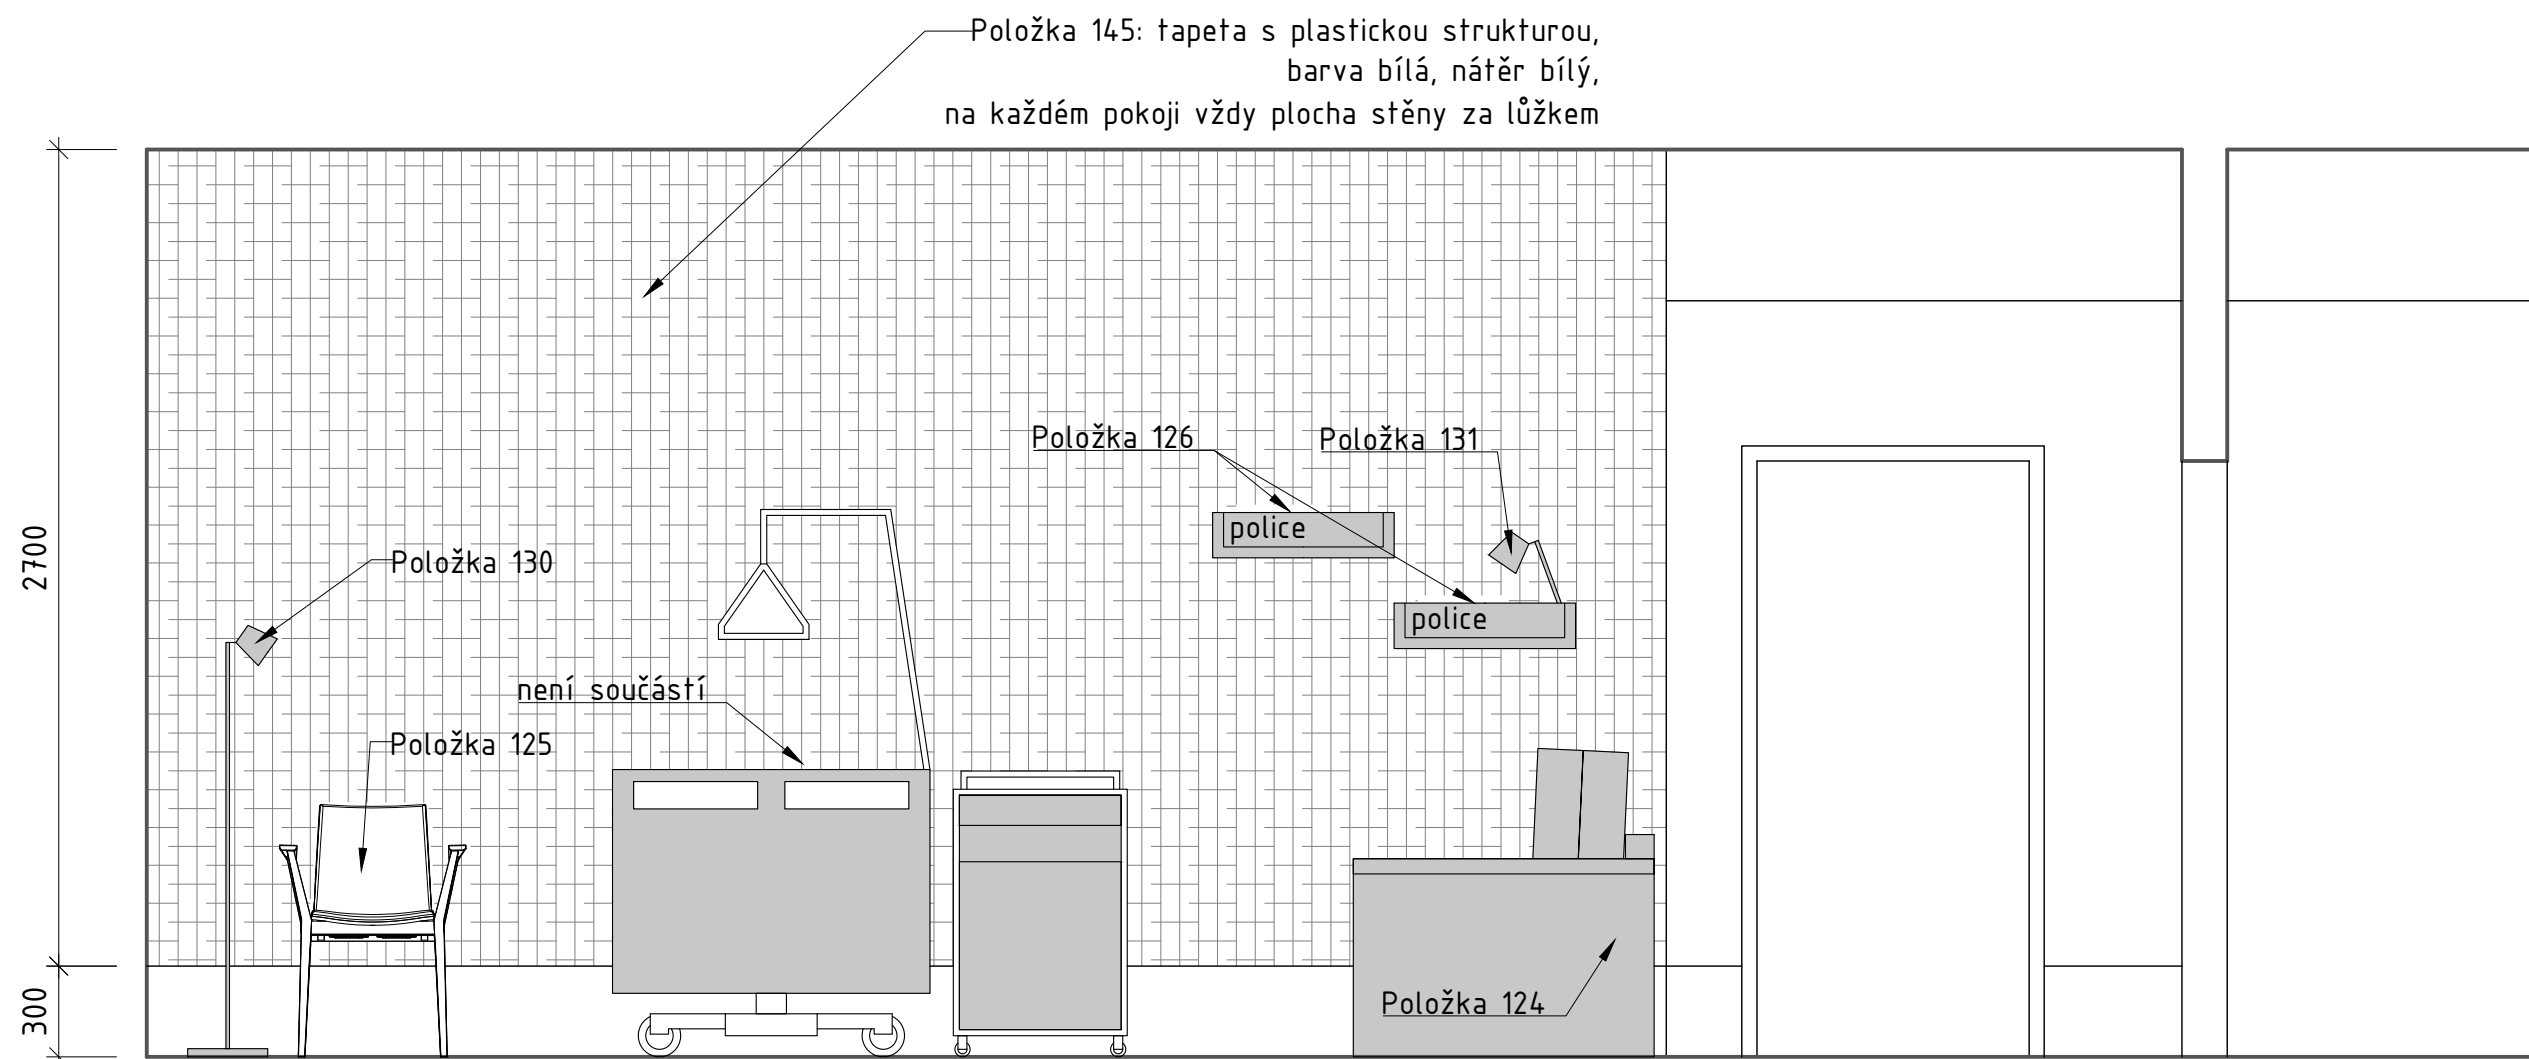 Položka 145: tapeta s plastickou strukturou,
barva bílá, nátěr bílý,
na každém pokoji vždy plocha stěny za lůžkem
Položka 126
Položka 131
police
2700
Položka 130
police
není součástí
Položka 125
300
Položka 124